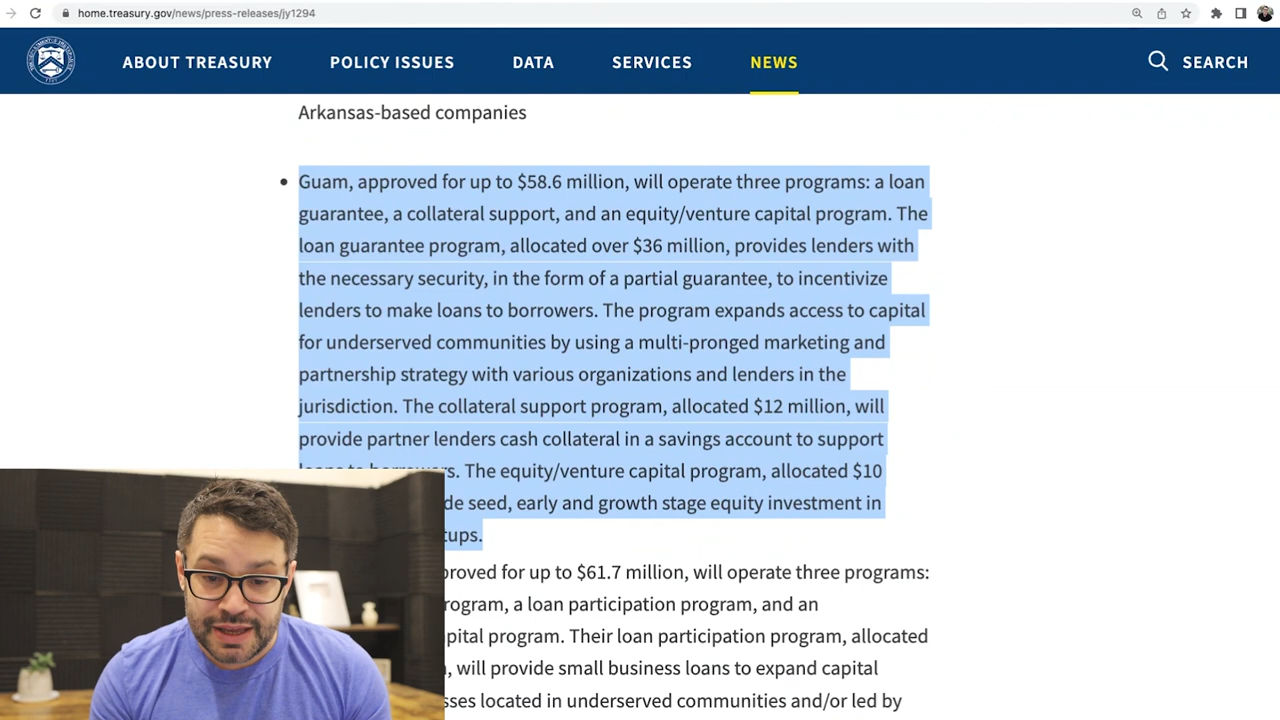 home.treasury.gov/news/press-releases/jy1294
ABOUT TREASURY POLICY ISSUES DATA SERVICES NEWS SEARCH
Arkansas-based companies
Guam, approved for up to $58.6 million, will operate three programs: a loan
guarantee, a collateral support, and an equity/venture capital program. The
loan guarantee program, allocated over $36 million, provides lenders with
the necessary security, in the form of a partial guarantee, to incentivize
lenders to make loans to borrowers. The program expands access to capital
for underserved communities by using a multi-pronged marketing and
partnership strategy with various organizations and lenders in the
jurisdiction. The collateral support program, allocated $12 million, will
provide partner lenders cash collateral in a savings account to support
loans to borrowers. The equity/venture capital program, allocated $10
seed, early and growth stage equity investment in
for up to $61.7 million, will operate three programs:
a loan participation program, and an
program. Their loan participation program, allocated
will provide small business loans to expand capital
located in underserved communities and/or led by